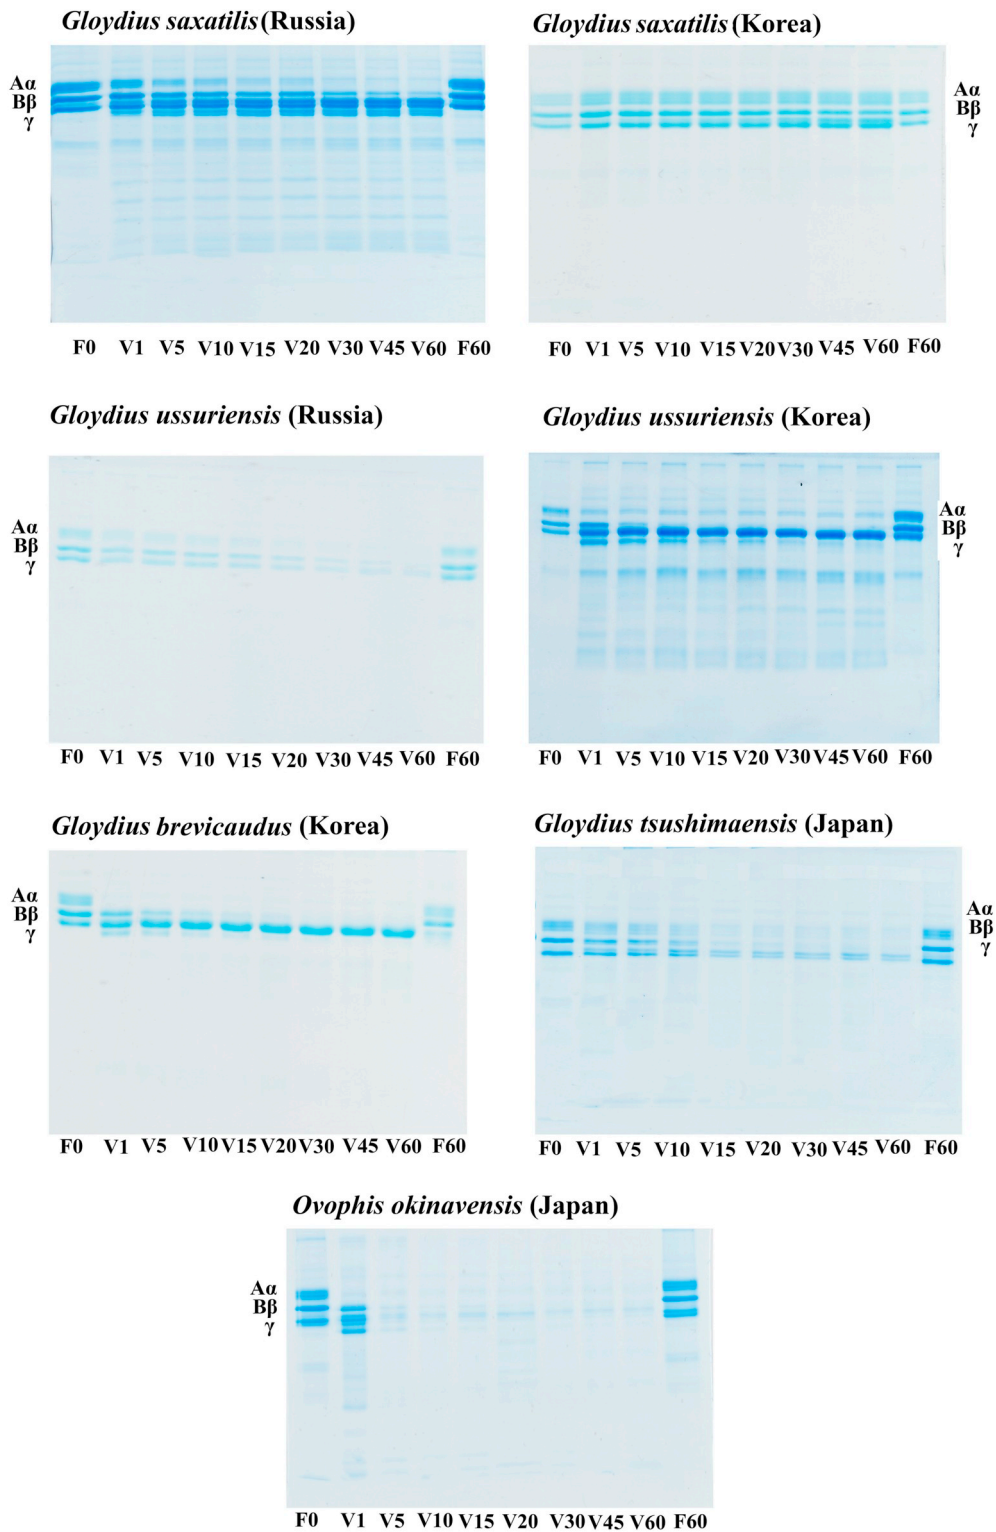 Gloydius saxatilis (Russia)
Aα
Bβ
γ
F0 V1 V5 V10 V15 V20 V30 V45 V60 F60
Gloydius saxatilis (Korea)
Aα
Bβ
γ
F0 V1 V5 V10 V15 V20 V30 V45 V60 F60
Gloydius ussuriensis (Russia)
Aα
Bβ
γ
F0 V1 V5 V10 V15 V20 V30 V45 V60 F60
Gloydius ussuriensis (Korea)
Aα
Bβ
γ
F0 V1 V5 V10 V15 V20 V30 V45 V60 F60
Gloydius brevicaudus (Korea)
Aα
Bβ
γ
F0 V1 V5 V10 V15 V20 V30 V45 V60 F60
Gloydius tsushimaensis (Japan)
Aα
Bβ
γ
F0 V1 V5 V10 V15 V20 V30 V45 V60 F60
Ovophis okinavensis (Japan)
Aα
Bβ
γ
F0 V1 V5 V10 V15 V20 V30 V45 V60 F60